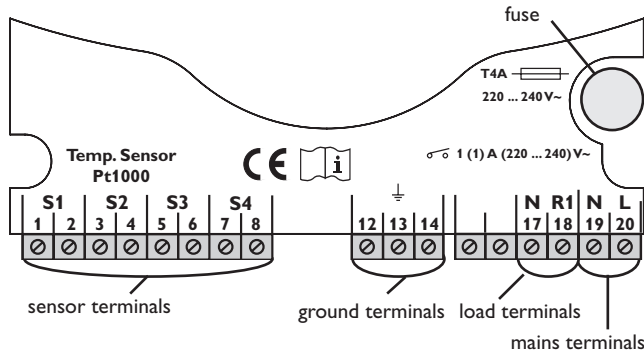 fuse
T4A
220 ... 240 V~
Temp. Sensor
Pt1000
CE
i
1 (1) A (220 ... 240) V~
S1 S2 S3 S4
N R1 N L
1 2 3 4 5 6 7 8 12 13 14 17 18 19 20
sensor terminals
ground terminals
load terminals
mains terminals